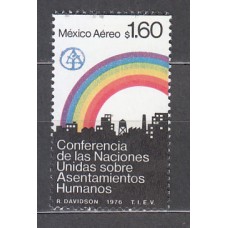 México Aéreo $1.60
Conferencia
de las Naciones
Unidas sobre
Asentamientos
Humanos
R. DAVIDSON 1976 T.I.E.V.